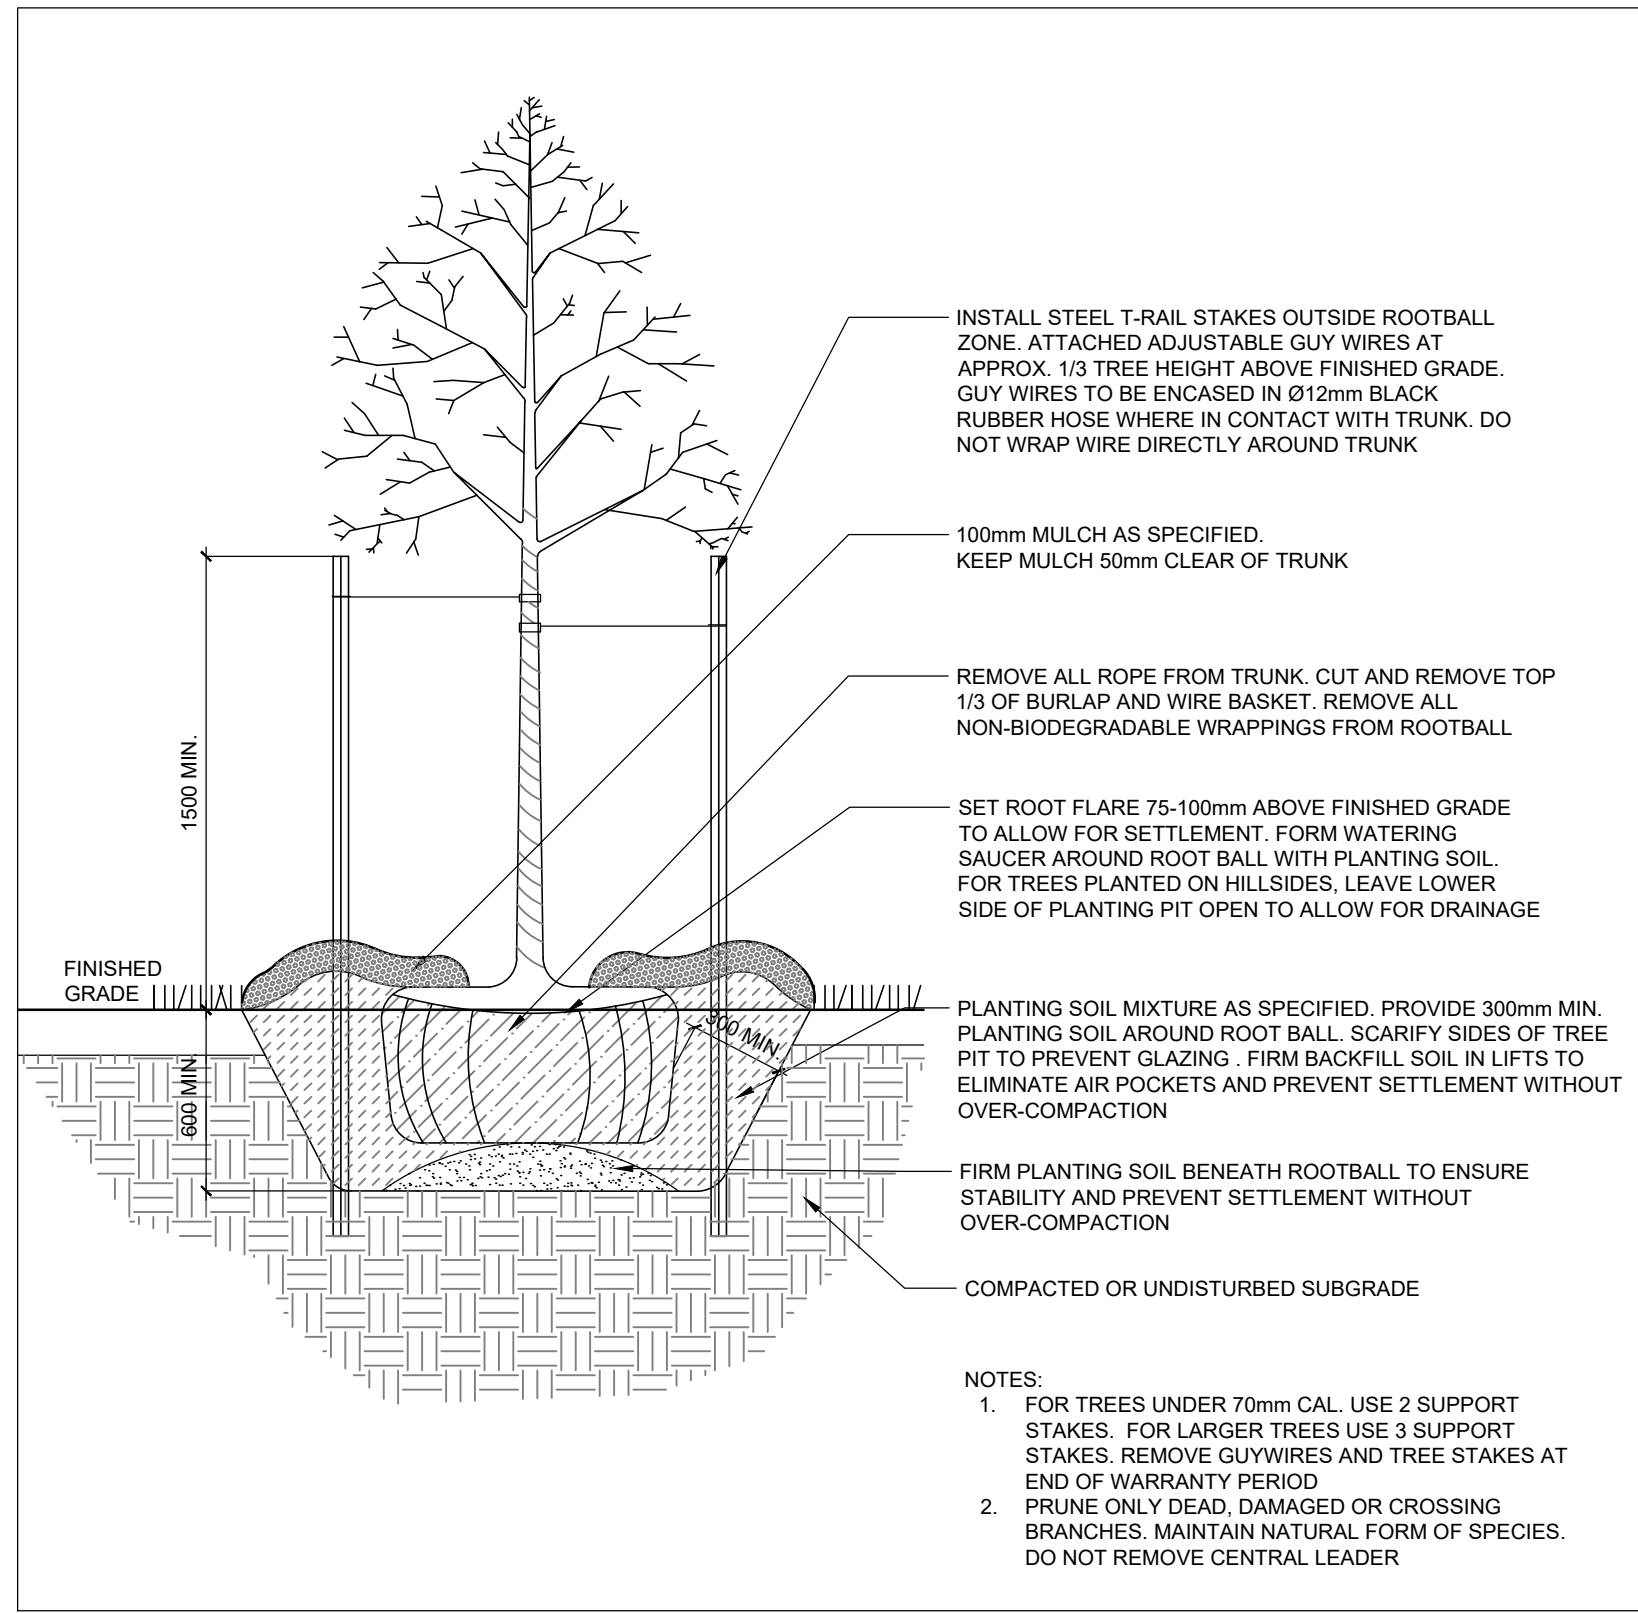 INSTALL STEEL T-RAIL STAKES OUTSIDE ROOTBALL
ZONE. ATTACHED ADJUSTABLE GUY WIRES AT
APPROX. 1/3 TREE HEIGHT ABOVE FINISHED GRADE.
GUY WIRES TO BE ENCASED IN Ø12mm BLACK
RUBBER HOSE WHERE IN CONTACT WITH TRUNK. DO
NOT WRAP WIRE DIRECTLY AROUND TRUNK
100mm MULCH AS SPECIFIED.
KEEP MULCH 50mm CLEAR OF TRUNK
REMOVE ALL ROPE FROM TRUNK. CUT AND REMOVE TOP
1/3 OF BURLAP AND WIRE BASKET. REMOVE ALL
NON-BIODEGRADABLE WRAPPINGS FROM ROOTBALL
1500 MIN.
SET ROOT FLARE 75-100mm ABOVE FINISHED GRADE
TO ALLOW FOR SETTLEMENT. FORM WATERING
SAUCER AROUND ROOT BALL WITH PLANTING SOIL.
FOR TREES PLANTED ON HILLSIDES, LEAVE LOWER
SIDE OF PLANTING PIT OPEN TO ALLOW FOR DRAINAGE
FINISHED
GRADE
300 MIN.
600 MIN.
PLANTING SOIL MIXTURE AS SPECIFIED. PROVIDE 300mm MIN.
PLANTING SOIL AROUND ROOT BALL. SCARIFY SIDES OF TREE
PIT TO PREVENT GLAZING . FIRM BACKFILL SOIL IN LIFTS TO
ELIMINATE AIR POCKETS AND PREVENT SETTLEMENT WITHOUT
OVER-COMPACTION
FIRM PLANTING SOIL BENEATH ROOTBALL TO ENSURE
STABILITY AND PREVENT SETTLEMENT WITHOUT
OVER-COMPACTION
COMPACTED OR UNDISTURBED SUBGRADE
NOTES:
1. FOR TREES UNDER 70mm CAL. USE 2 SUPPORT
STAKES. FOR LARGER TREES USE 3 SUPPORT
STAKES. REMOVE GUYWIRES AND TREE STAKES AT
END OF WARRANTY PERIOD
2. PRUNE ONLY DEAD, DAMAGED OR CROSSING
BRANCHES. MAINTAIN NATURAL FORM OF SPECIES.
DO NOT REMOVE CENTRAL LEADER